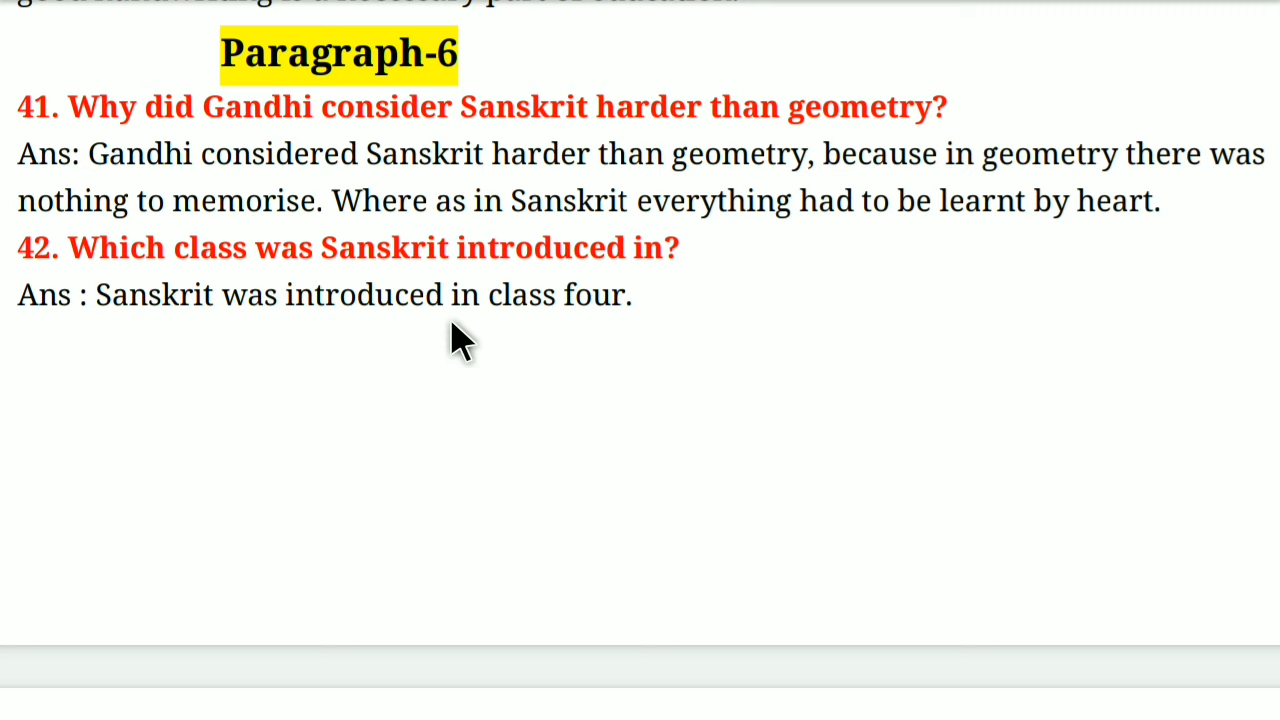 Paragraph-6
41. Why did Gandhi consider Sanskrit harder than geometry?
Ans: Gandhi considered Sanskrit harder than geometry, because in geometry there was
nothing to memorise. Where as in Sanskrit everything had to be learnt by heart.
42. Which class was Sanskrit introduced in?
Ans : Sanskrit was introduced in class four.